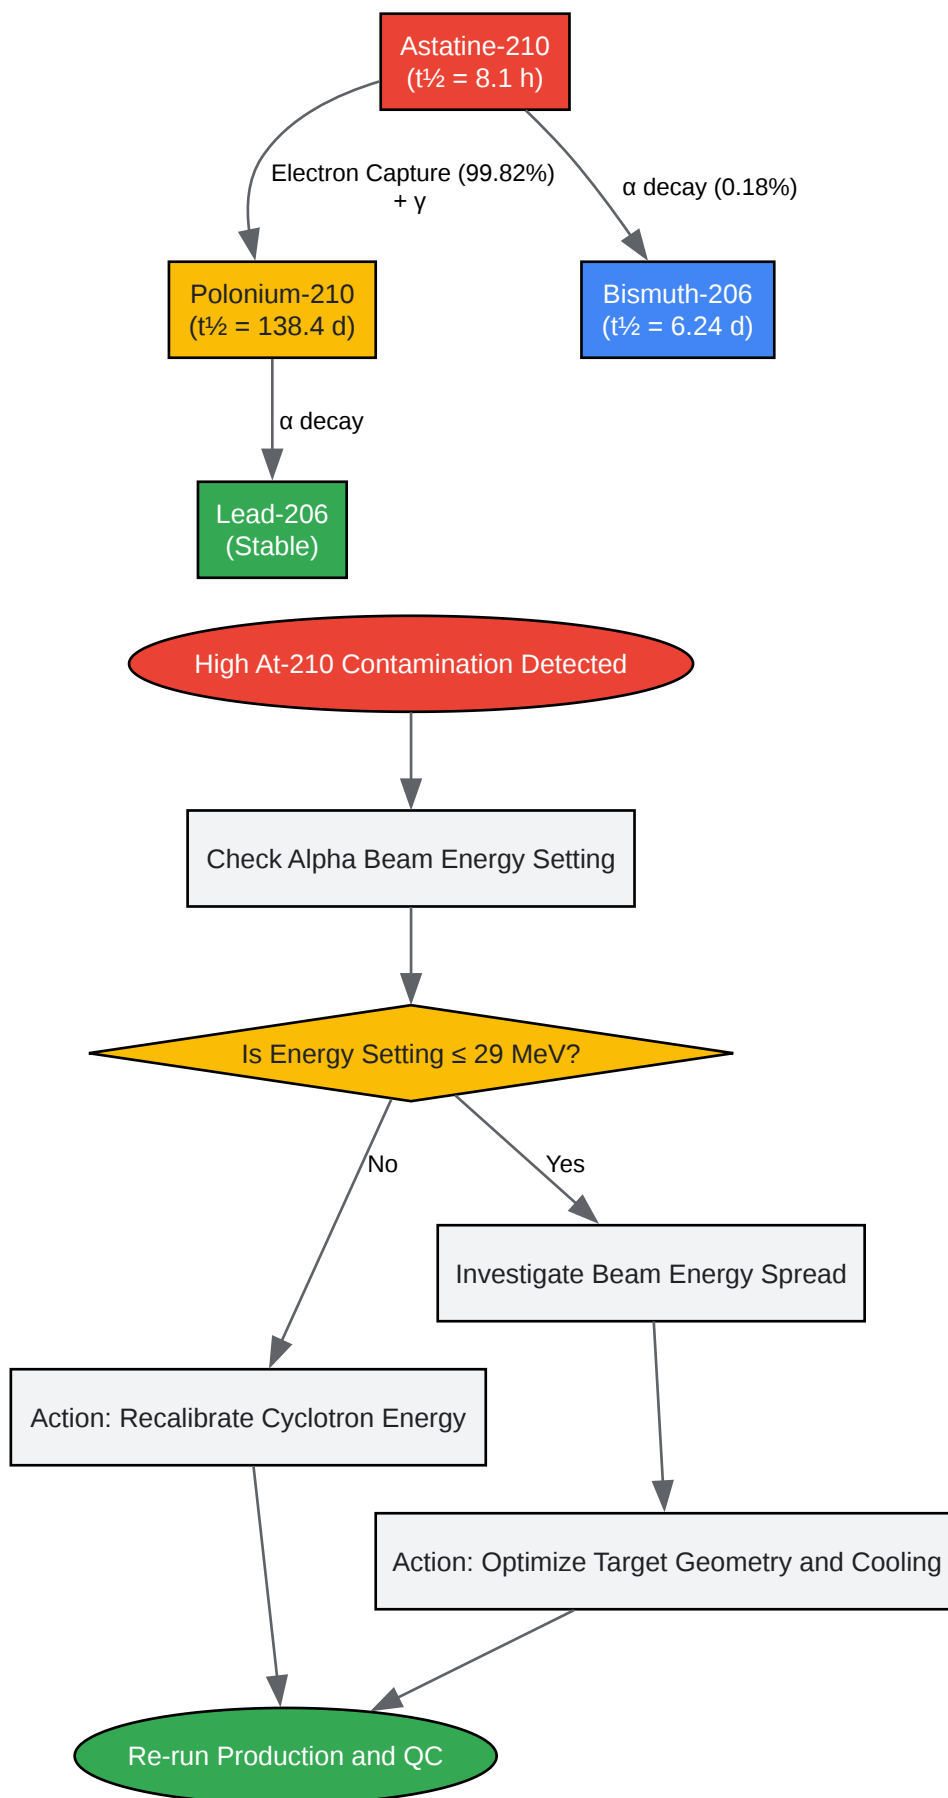 Astatine-210
(t½ = 8.1 h)
Electron Capture (99.82%)
+ γ
α decay (0.18%)
Polonium-210
(t½ = 138.4 d)
Bismuth-206
(t½ = 6.24 d)
α decay
Lead-206
(Stable)
High At-210 Contamination Detected
Check Alpha Beam Energy Setting
Is Energy Setting ≤ 29 MeV?
No
Yes
Investigate Beam Energy Spread
Action: Recalibrate Cyclotron Energy
Action: Optimize Target Geometry and Cooling
Re-run Production and QC